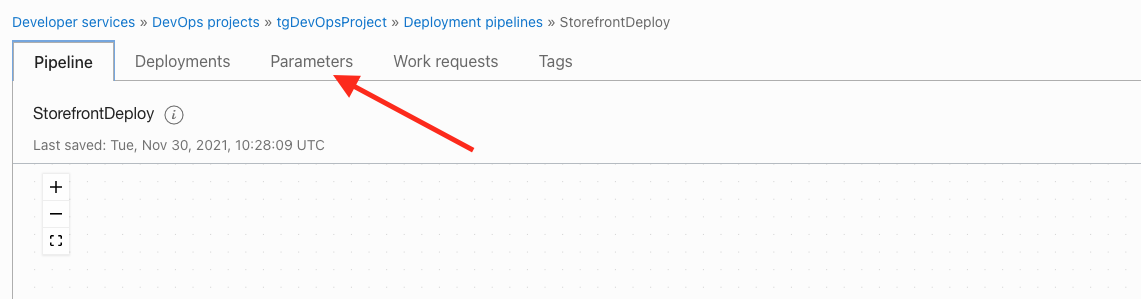 Developer services » DevOps projects » tgDevOpsProject » Deployment pipelines » StorefrontDeploy
Pipeline Deployments Parameters Work requests Tags
StorefrontDeploy i
Last saved: Tue, Nov 30, 2021, 10:28:09 UTC